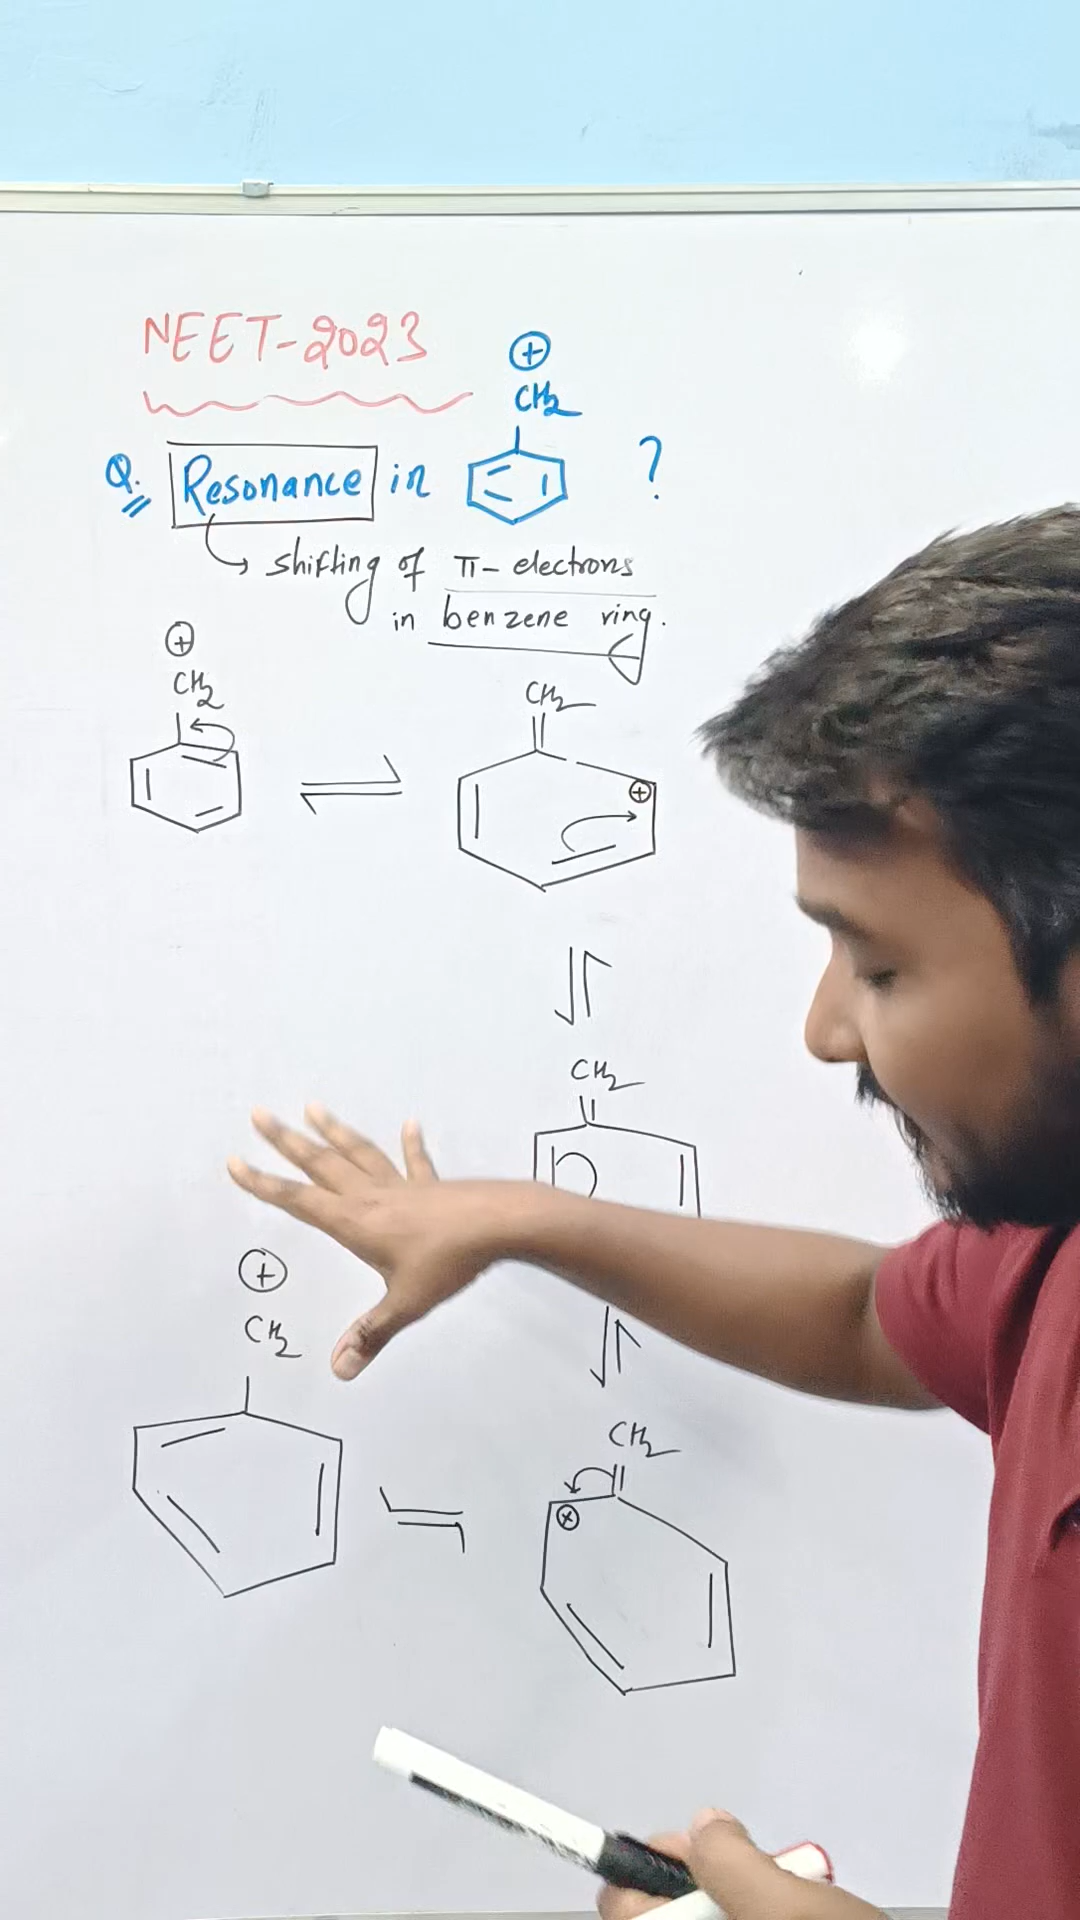 NEET-2023
⊕
CH2
Q. Resonance in ?
shifting of π- electrons
in benzene ring.
⊕
CH2
CH2
⊕
CH2
⊕
CH2
CH2
⊕